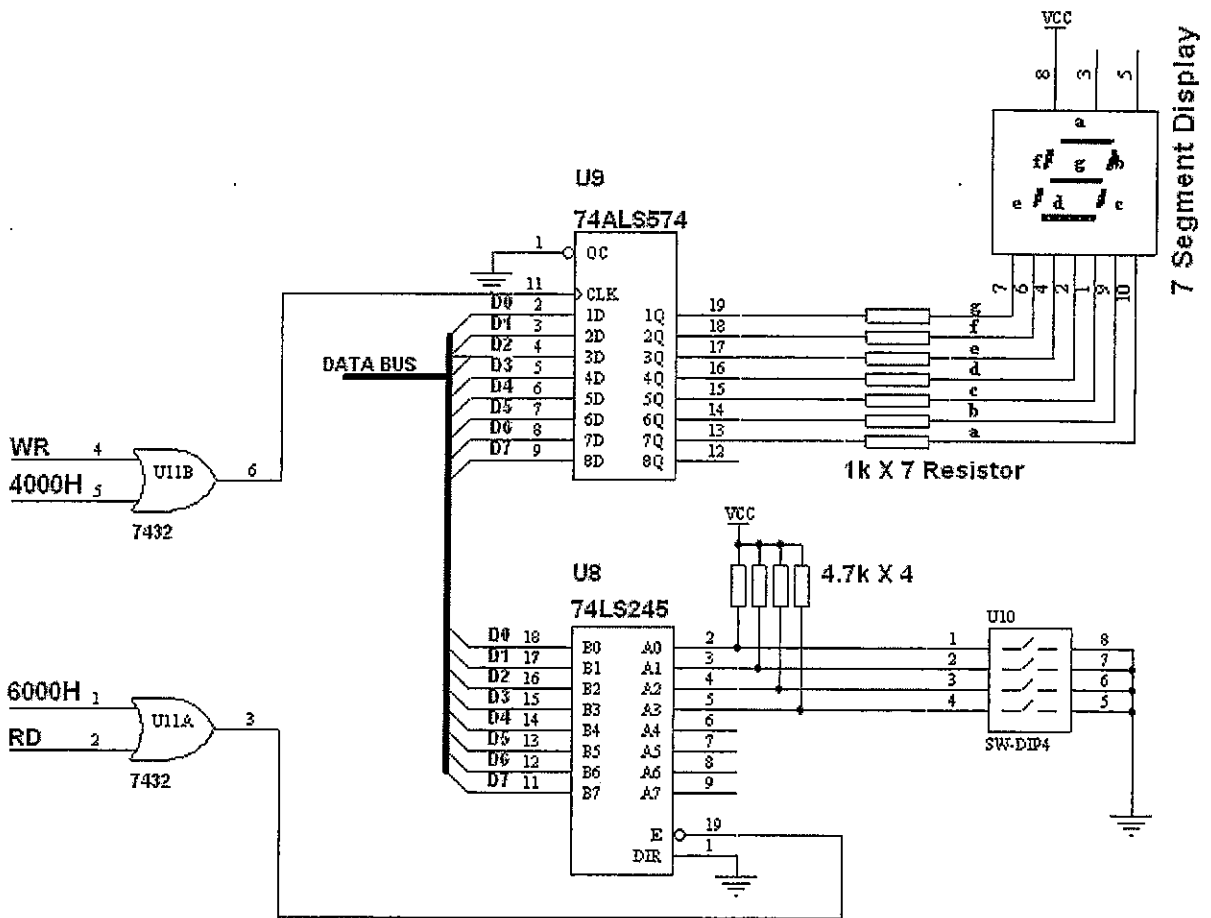 VCC
8
3
5
7 Segment Display
a
f
g
b
e
d
c
7
6
4
2
1
9
10
U9
74ALS574
1
OC
11
CLK
D0 2 1D 1Q 19 g
D1 3 2D 2Q 18 f
D2 4 3D 3Q 17 e
D3 5 4D 4Q 16 d
D4 6 5D 5Q 15 c
D5 7 6D 6Q 14 b
D6 8 7D 7Q 13 a
D7 9 8D 8Q 12
DATA BUS
1k X 7 Resistor
WR 4
4000H 5
U11B
6
7432
VCC
4.7k X 4
U8
74LS245
D0 18 B0 A0 2
D1 17 B1 A1 3
D2 16 B2 A2 4
D3 15 B3 A3 5
D4 14 B4 A4 6
D5 13 B5 A5 7
D6 12 B6 A6 8
D7 11 B7 A7 9
E 19
DIR 1
U10
1 8
2 7
3 6
4 5
SW-DIP4
6000H 1
RD 2
U11A
3
7432